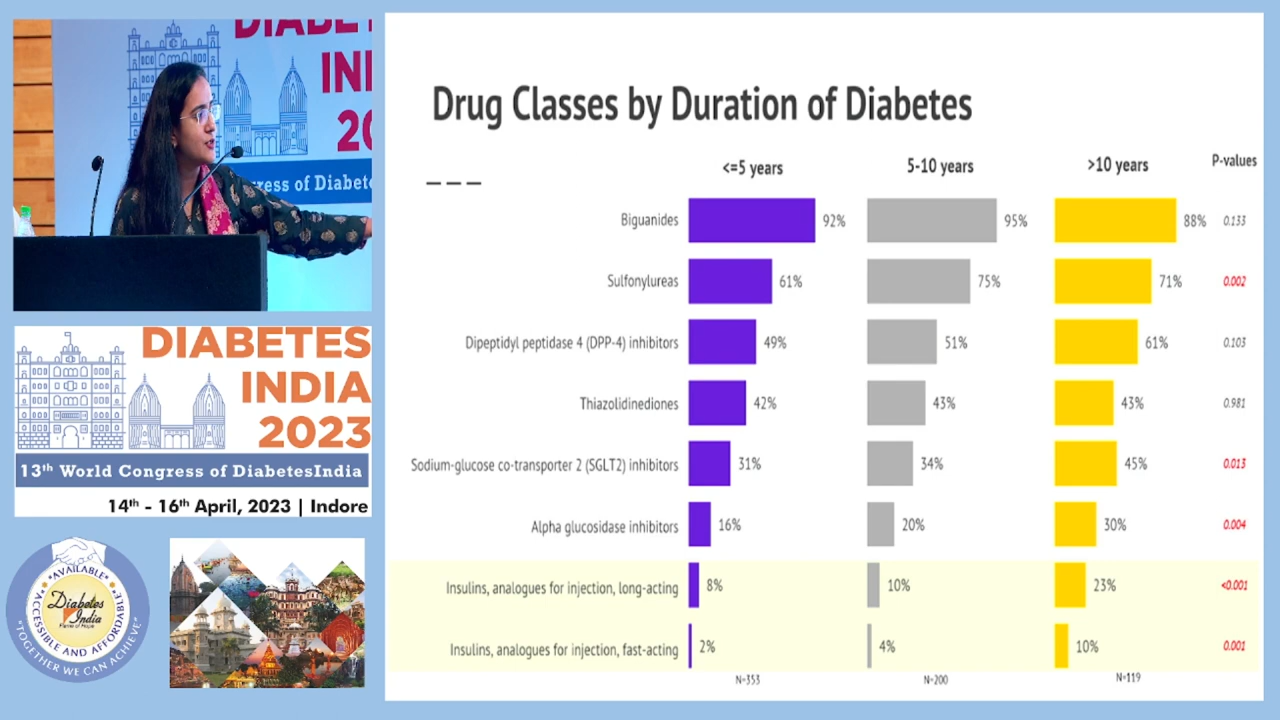 DIABET
INI
20
ress of Diabete
DIABETES
INDIA
2023
13th World Congress of DiabetesIndia
14th - 16th April, 2023 | Indore
"AVAILABLE"
"ACCESSIBLE AND AFFORDABLE"
Diabetes
India
"TOGETHER WE CAN ACHIEVE"
Drug Classes by Duration of Diabetes
<=5 years 5-10 years >10 years P-values
Biguanides 92% 95% 88% 0.133
Sulfonylureas 61% 75% 71% 0.002
Dipeptidyl peptidase 4 (DPP-4) inhibitors 49% 51% 61% 0.103
Thiazolidinediones 42% 43% 43% 0.981
Sodium-glucose co-transporter 2 (SGLT2) inhibitors 31% 34% 45% 0.013
Alpha glucosidase inhibitors 16% 20% 30% 0.004
Insulins, analogues for injection, long-acting 8% 10% 23% <0.001
Insulins, analogues for injection, fast-acting 2% 4% 10% 0.001
N=353 N=200 N=119